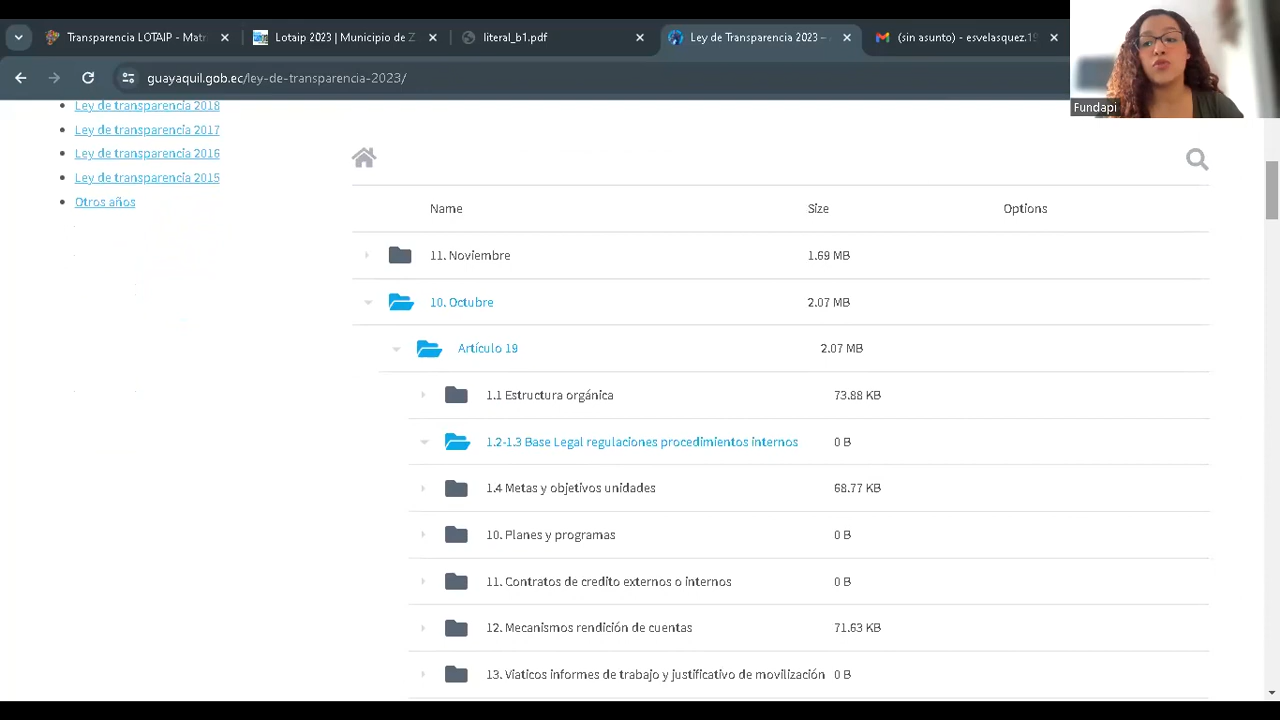 Transparencia LOTAIP - Matr
Lotaip 2023 | Municipio de Z
literal_b1.pdf
Ley de Transparencia 2023 –
(sin asunto) - esvelasquez.19
guayaquil.gob.ec/ley-de-transparencia-2023/
Fundapi
Ley de transparencia 2018
Ley de transparencia 2017
Ley de transparencia 2016
Ley de transparencia 2015
Otros años
Name Size Options
11. Noviembre 1.69 MB
10. Octubre 2.07 MB
Artículo 19 2.07 MB
1.1 Estructura orgánica 73.88 KB
1.2-1.3 Base Legal regulaciones procedimientos internos 0 B
1.4 Metas y objetivos unidades 68.77 KB
10. Planes y programas 0 B
11. Contratos de credito externos o internos 0 B
12. Mecanismos rendición de cuentas 71.63 KB
13. Viaticos informes de trabajo y justificativo de movilización 0 B